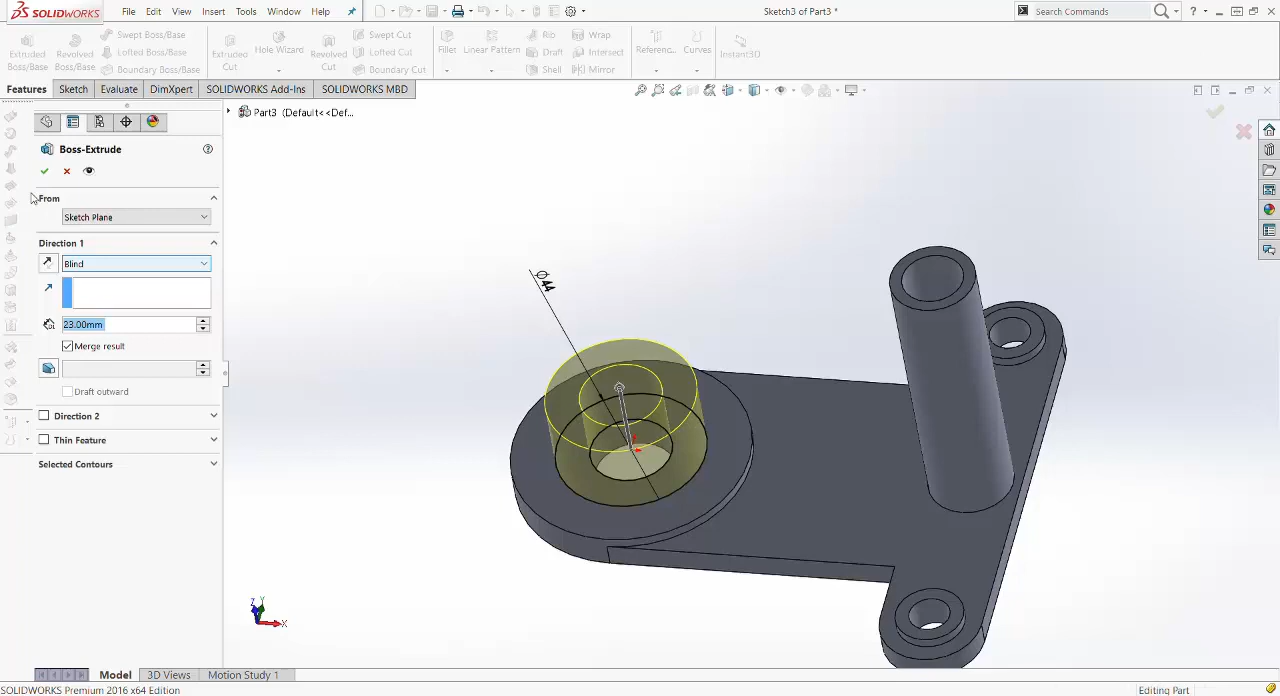 SOLIDWORKS File Edit View Insert Tools Window Help Sketch3 of Part3 * Search Commands ?
Extruded Boss/Base
Revolved Boss/Base
Swept Boss/Base
Lofted Boss/Base
Boundary Boss/Base
Extruded Cut
Hole Wizard
Revolved Cut
Swept Cut
Lofted Cut
Boundary Cut
Fillet
Linear Pattern
Rib
Draft
Shell
Wrap
Intersect
Mirror
Referenc...
Curves
Instant3D
Features Sketch Evaluate DimXpert SOLIDWORKS Add-Ins SOLIDWORKS MBD
Part3 (Default<<Def...
Boss-Extrude ?
From
Sketch Plane
Direction 1
Blind
23.00mm
Merge result
Draft outward
Direction 2
Thin Feature
Selected Contours
Ø44
Z Y
X
Model 3D Views Motion Study 1
SOLIDWORKS Premium 2016 x64 Edition Editing Part